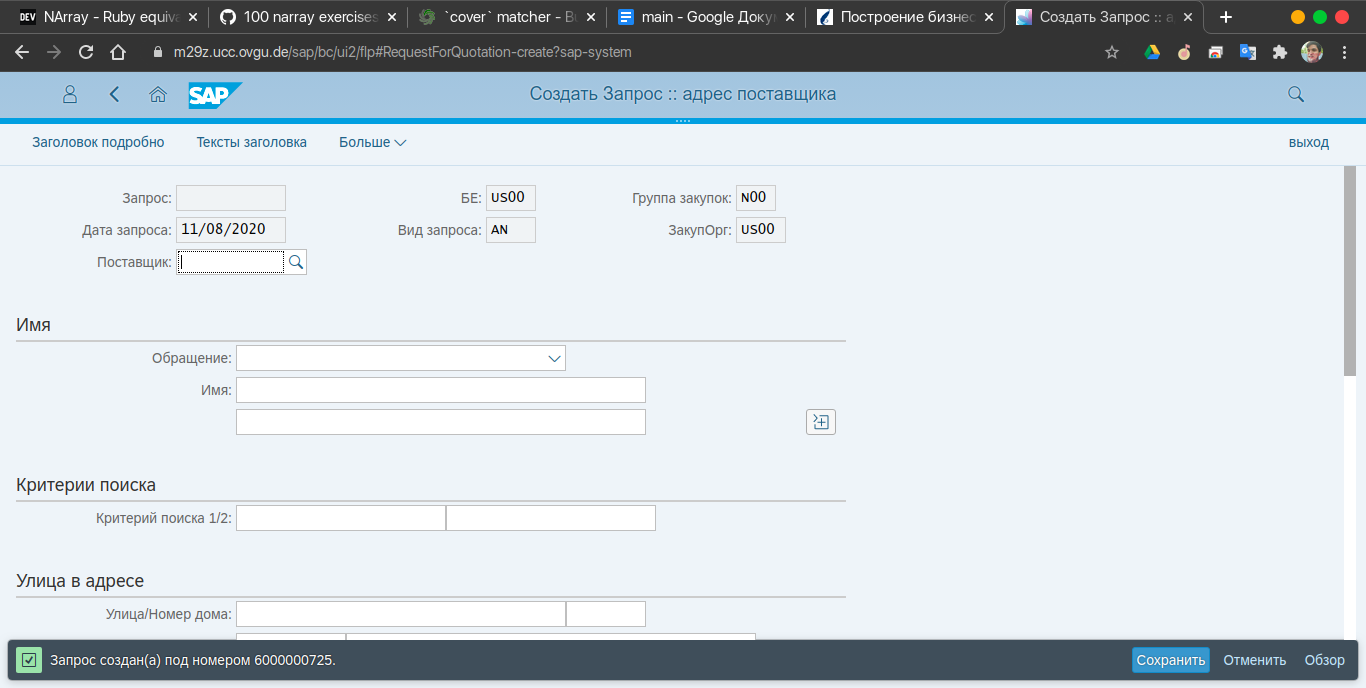 NArray - Ruby equiva
100 narray exercises
`cover` matcher - Bu
main - Google Доку
Построение бизнес
Создать Запрос :: а
m29z.ucc.ovgu.de/sap/bc/ui2/flp#RequestForQuotation-create?sap-system
SAP Создать Запрос :: адрес поставщика
Заголовок подробно Тексты заголовка Больше выход
Запрос: БЕ: US00 Группа закупок: N00
Дата запроса: 11/08/2020 Вид запроса: AN ЗакупОрг: US00
Поставщик:
Имя
Обращение:
Имя:
Критерии поиска
Критерий поиска 1/2:
Улица в адресе
Улица/Номер дома:
Запрос создан(а) под номером 6000000725. Сохранить Отменить Обзор